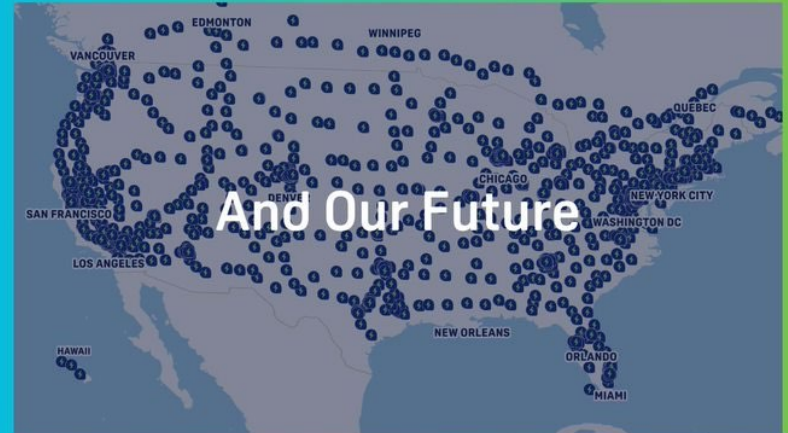 EDMONTON
WINNIPEG
VANCOUVER
QUEBEC
CHICAGO
DENVER
NEW YORK CITY
And Our Future
SAN FRANCISCO
WASHINGTON DC
LOS ANGELES
NEW ORLEANS
HAWAII
ORLANDO
MIAMI